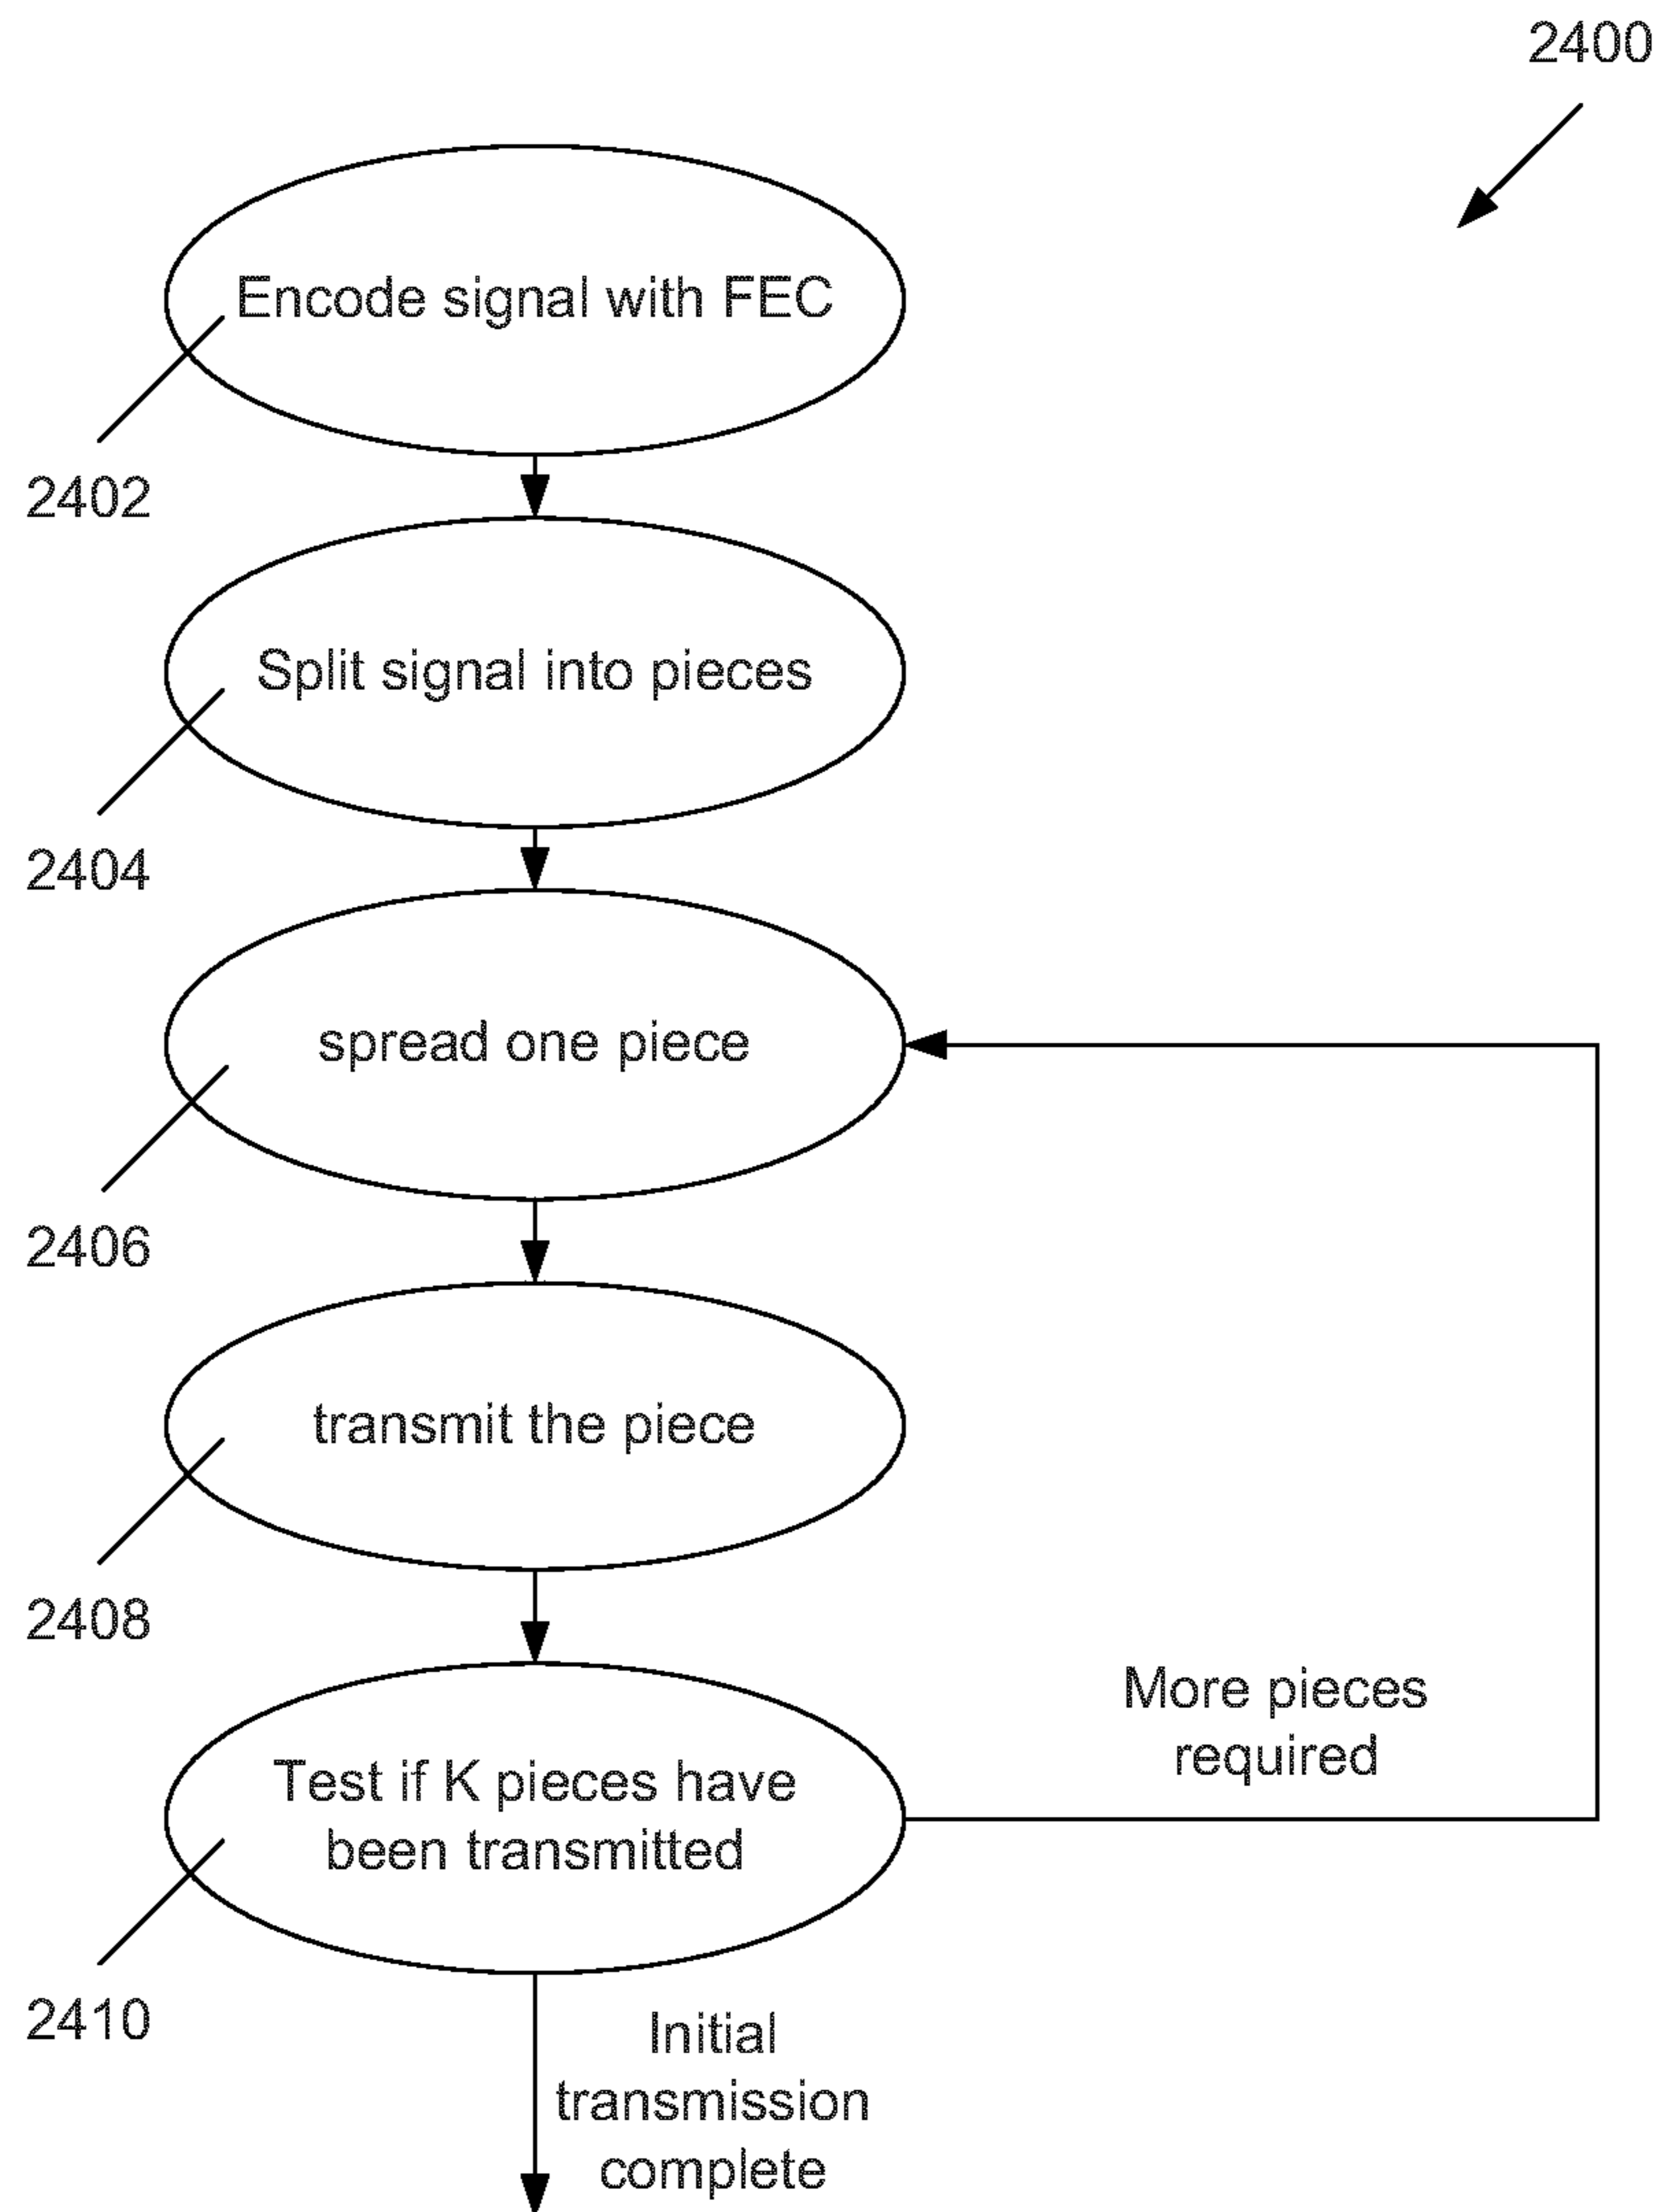 2400
Encode signal with FEC
2402
Split signal into pieces
2404
spread one piece
2406
transmit the piece
2408
More pieces
required
Test if K pieces have
been transmitted
2410
Initial
transmission
complete